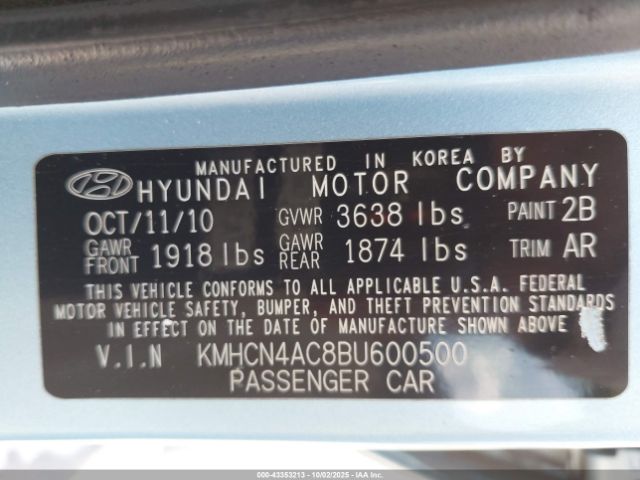 MANUFACTURED IN KOREA BY
HYUNDAI MOTOR COMPANY
OCT/11/10 GVWR 3638 lbs PAINT 2B
GAWR FRONT 1918 lbs GAWR REAR 1874 lbs TRIM AR
THIS VEHICLE CONFORMS TO ALL APPLICABLE U.S.A. FEDERAL
MOTOR VEHICLE SAFETY, BUMPER, AND THEFT PREVENTION STANDARDS
IN EFFECT ON THE DATE OF MANUFACTURE SHOWN ABOVE
V.I.N KMHCN4AC8BU600500
PASSENGER CAR
000-43353213 - 10/02/2025 - IAAI.COM